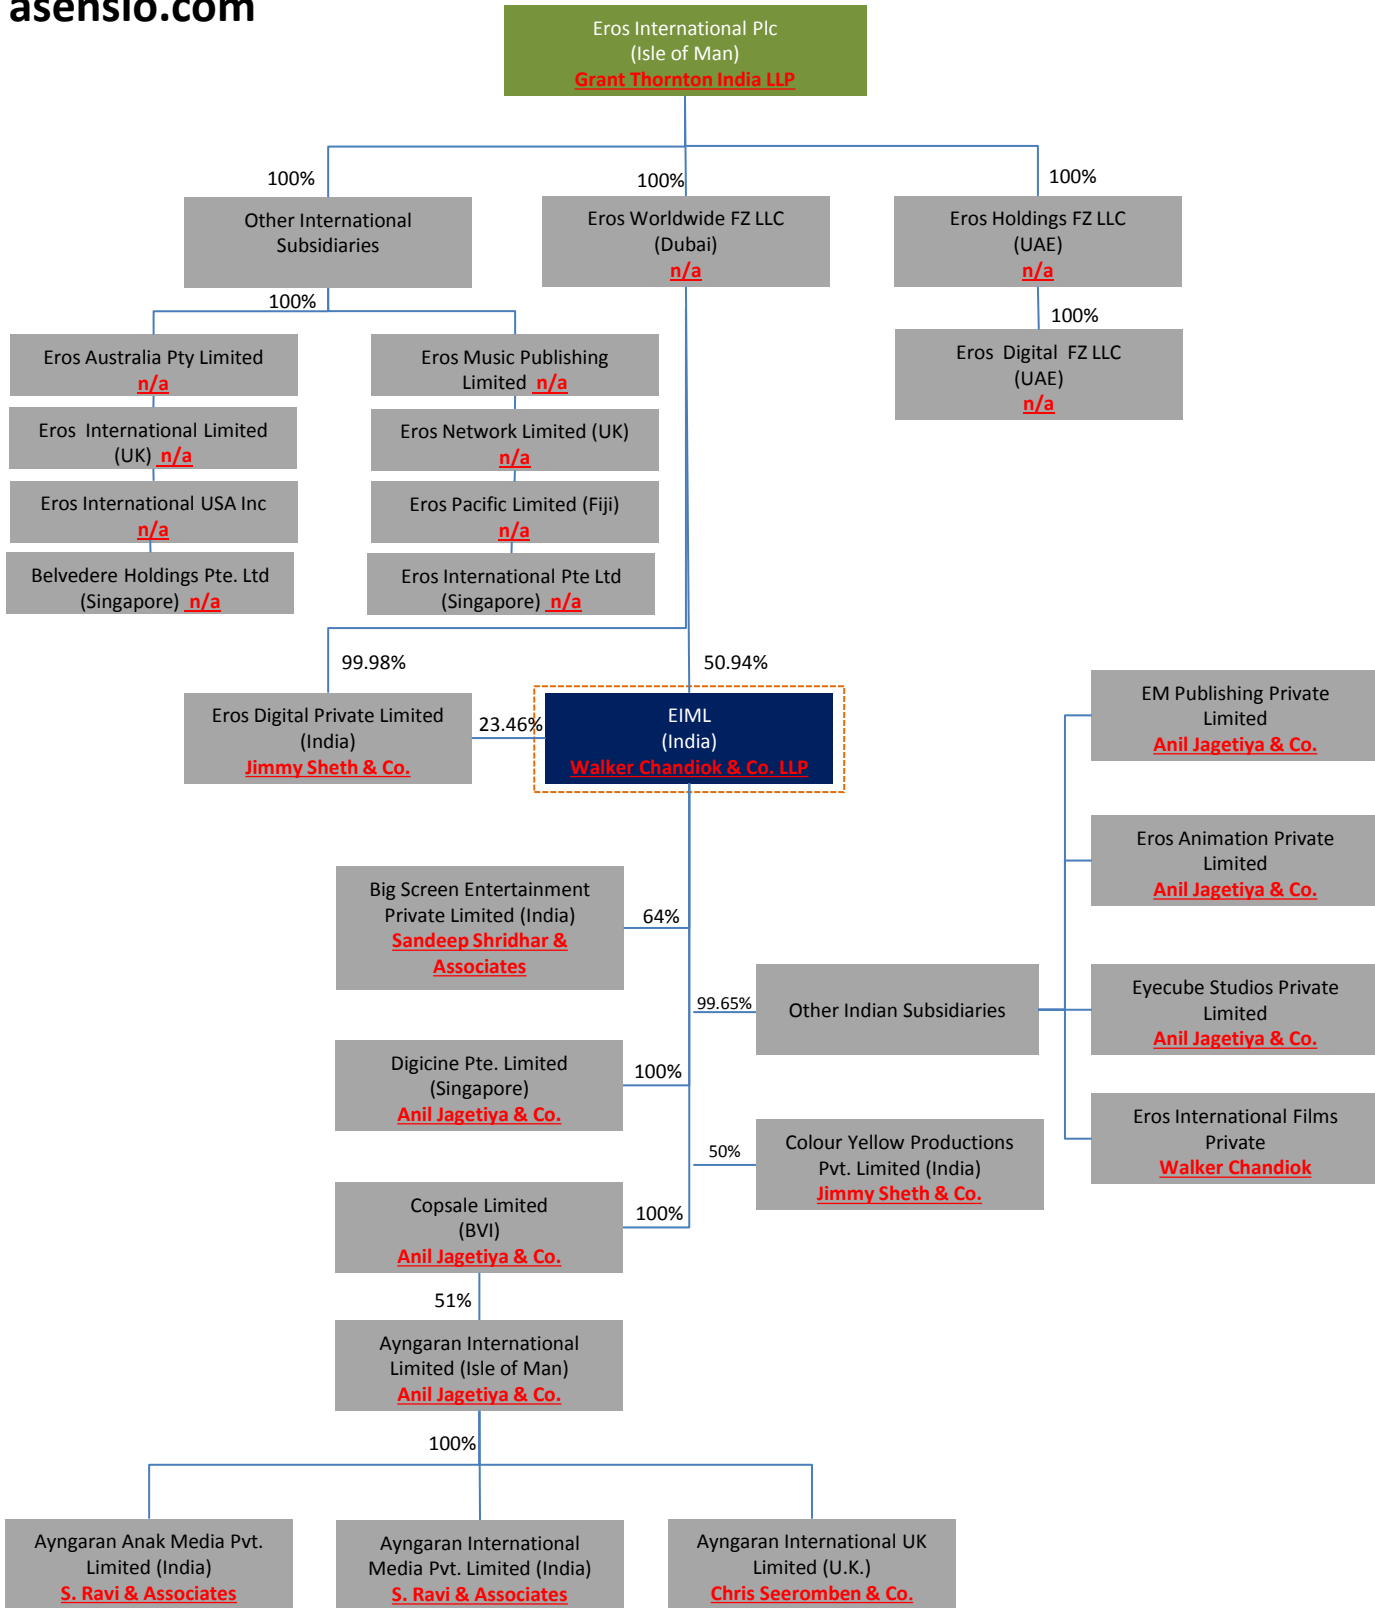 asensio.com
Eros International Plc
(Isle of Man)
Grant Thornton India LLP
100%
100%
100%
Other International
Subsidiaries
Eros Worldwide FZ LLC
(Dubai)
n/a
Eros Holdings FZ LLC
(UAE)
n/a
100%
100%
Eros Australia Pty Limited
n/a
Eros Music Publishing
Limited n/a
Eros Digital FZ LLC
(UAE)
n/a
Eros International Limited
(UK) n/a
Eros Network Limited (UK)
n/a
Eros International USA Inc
n/a
Eros Pacific Limited (Fiji)
n/a
Belvedere Holdings Pte. Ltd
(Singapore) n/a
Eros International Pte Ltd
(Singapore) n/a
99.98%
50.94%
Eros Digital Private Limited
(India)
Jimmy Sheth & Co.
23.46%
EIML
(India)
Walker Chandiok & Co. LLP
EM Publishing Private
Limited
Anil Jagetiya & Co.
Eros Animation Private
Limited
Anil Jagetiya & Co.
Big Screen Entertainment
Private Limited (India)
Sandeep Shridhar &
Associates
64%
99.65%
Other Indian Subsidiaries
Eyecube Studios Private
Limited
Anil Jagetiya & Co.
Digicine Pte. Limited
(Singapore)
Anil Jagetiya & Co.
100%
50%
Colour Yellow Productions
Pvt. Limited (India)
Jimmy Sheth & Co.
Eros International Films
Private
Walker Chandiok
Copsale Limited
(BVI)
Anil Jagetiya & Co.
100%
51%
Ayngaran International
Limited (Isle of Man)
Anil Jagetiya & Co.
100%
Ayngaran Anak Media Pvt.
Limited (India)
S. Ravi & Associates
Ayngaran International
Media Pvt. Limited (India)
S. Ravi & Associates
Ayngaran International UK
Limited (U.K.)
Chris Seeromben & Co.